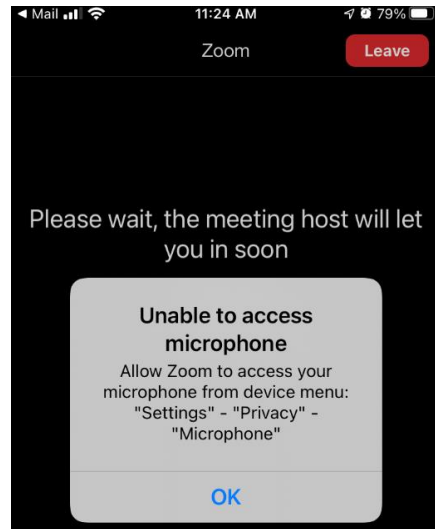 Mail 11:24 AM 79%
Zoom Leave
Please wait, the meeting host will let
you in soon
Unable to access
microphone
Allow Zoom to access your
microphone from device menu:
"Settings" - "Privacy" -
"Microphone"
OK